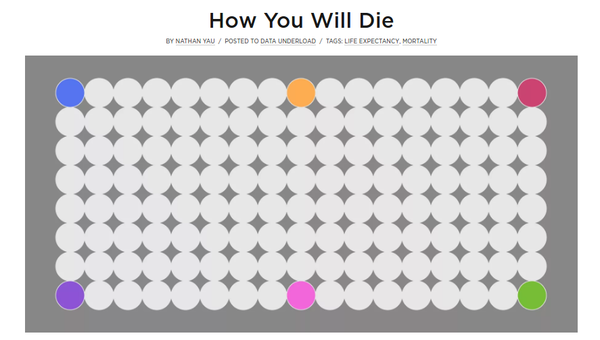 How You Will Die
BY NATHAN YAU / POSTED TO DATA UNDERLOAD / TAGS: LIFE EXPECTANCY, MORTALITY